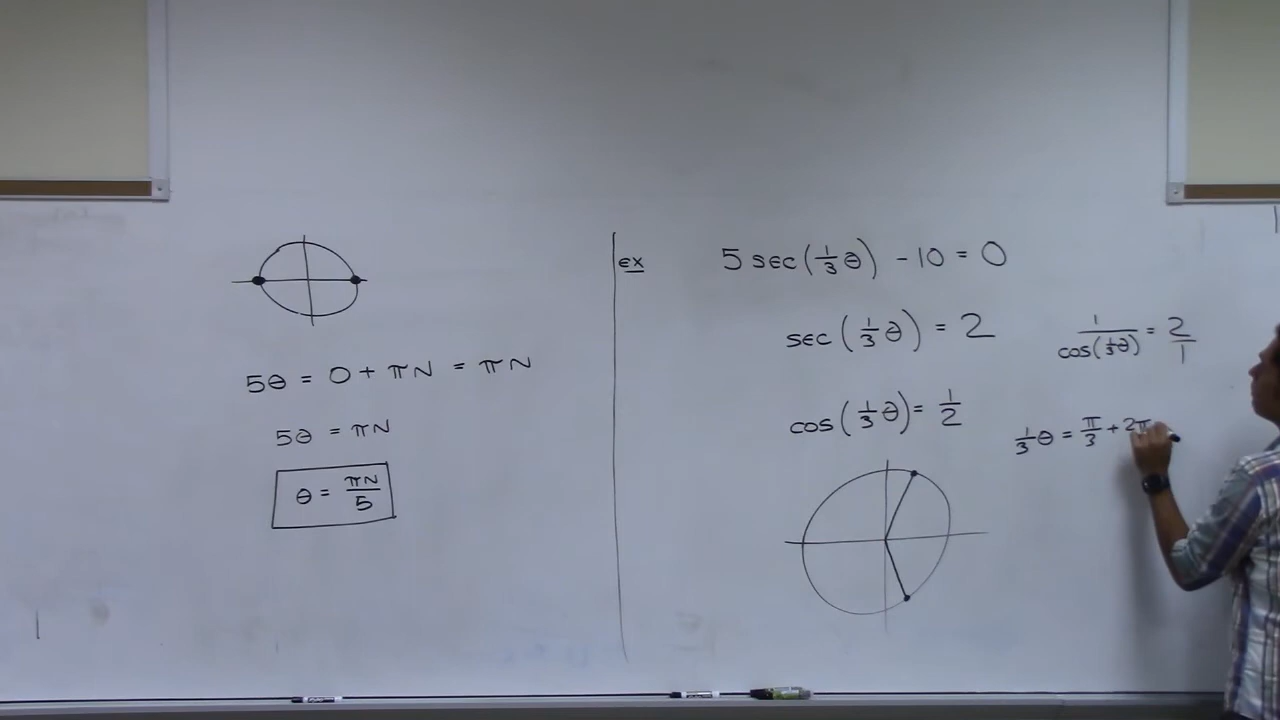 5θ = 0 + πN = πN
5θ = πN
θ = πN/5
ex
5 sec(1/3 θ) - 10 = 0
sec(1/3 θ) = 2
1/cos(1/3 θ) = 2/1
cos(1/3 θ) = 1/2
1/3 θ = π/3 + 2π